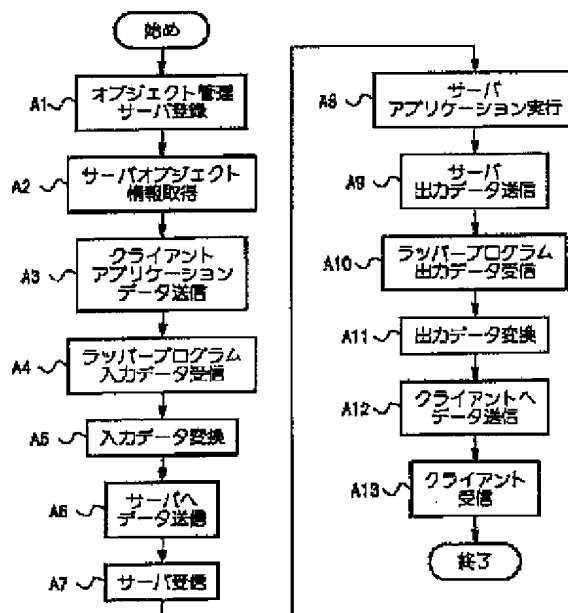 始め
A1
オブジェクト管理
サーバ登録
A2
サーバオブジェクト
情報取得
A3
クライアント
アプリケーション
データ送信
A4
ラッパープログラム
入力データ受信
A5
入力データ変換
A6
サーバへ
データ送信
A7
サーバ受信
A8
サーバ
アプリケーション実行
A9
サーバ
出力データ送信
A10
ラッパープログラム
出力データ受信
A11
出力データ変換
A12
クライアントへ
データ送信
A13
クライアント
受信
終了